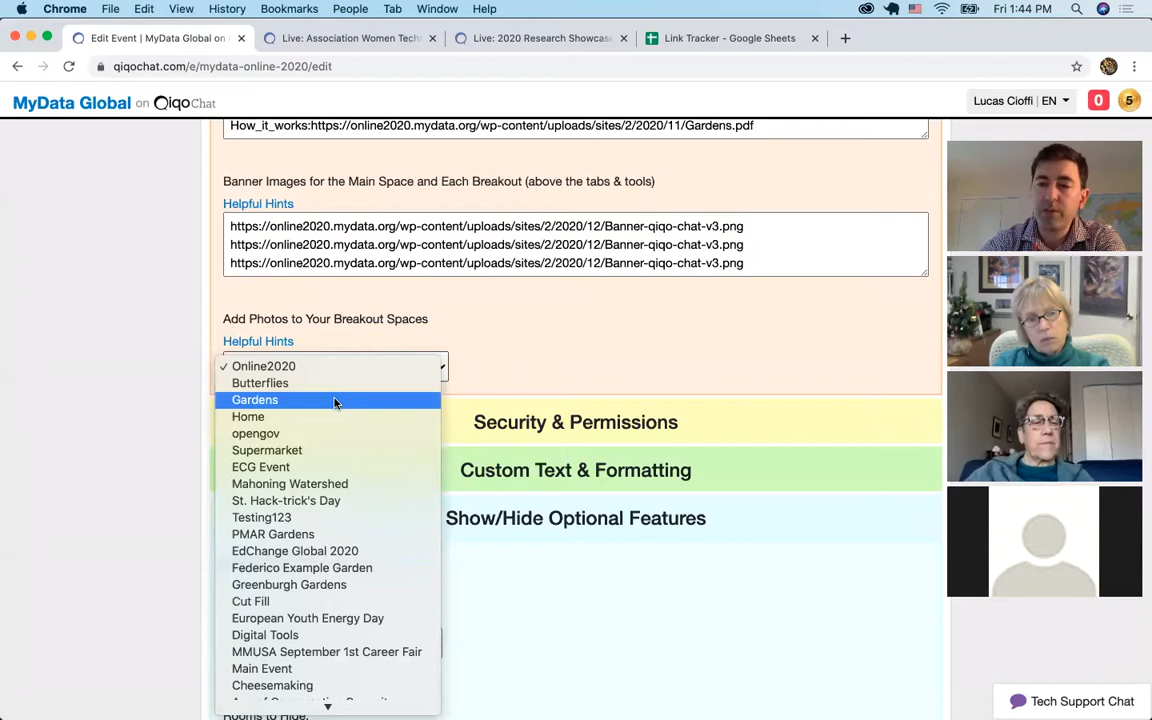 Chrome File Edit View History Bookmarks People Tab Window Help Fri 1:44 PM
Edit Event | MyData Global on Live: Association Women Techn Live: 2020 Research Showcase Link Tracker - Google Sheets
qiqochat.com/e/mydata-online-2020/edit
MyData Global on QiqoChat Lucas Cioffi | EN 0 5
How_it_works:https://online2020.mydata.org/wp-content/uploads/sites/2/2020/11/Gardens.pdf
Banner Images for the Main Space and Each Breakout (above the tabs & tools)
Helpful Hints
https://online2020.mydata.org/wp-content/uploads/sites/2/2020/12/Banner-qiqo-chat-v3.png
https://online2020.mydata.org/wp-content/uploads/sites/2/2020/12/Banner-qiqo-chat-v3.png
https://online2020.mydata.org/wp-content/uploads/sites/2/2020/12/Banner-qiqo-chat-v3.png
Add Photos to Your Breakout Spaces
Helpful Hints
✓ Online2020
Butterflies
Gardens
Home
opengov
Supermarket
ECG Event
Mahoning Watershed
St. Hack-trick's Day
Testing123
PMAR Gardens
EdChange Global 2020
Federico Example Garden
Greenburgh Gardens
Cut Fill
European Youth Energy Day
Digital Tools
MMUSA September 1st Career Fair
Main Event
Cheesemaking
Security & Permissions
Custom Text & Formatting
Show/Hide Optional Features
Rooms to Hide:
Tech Support Chat